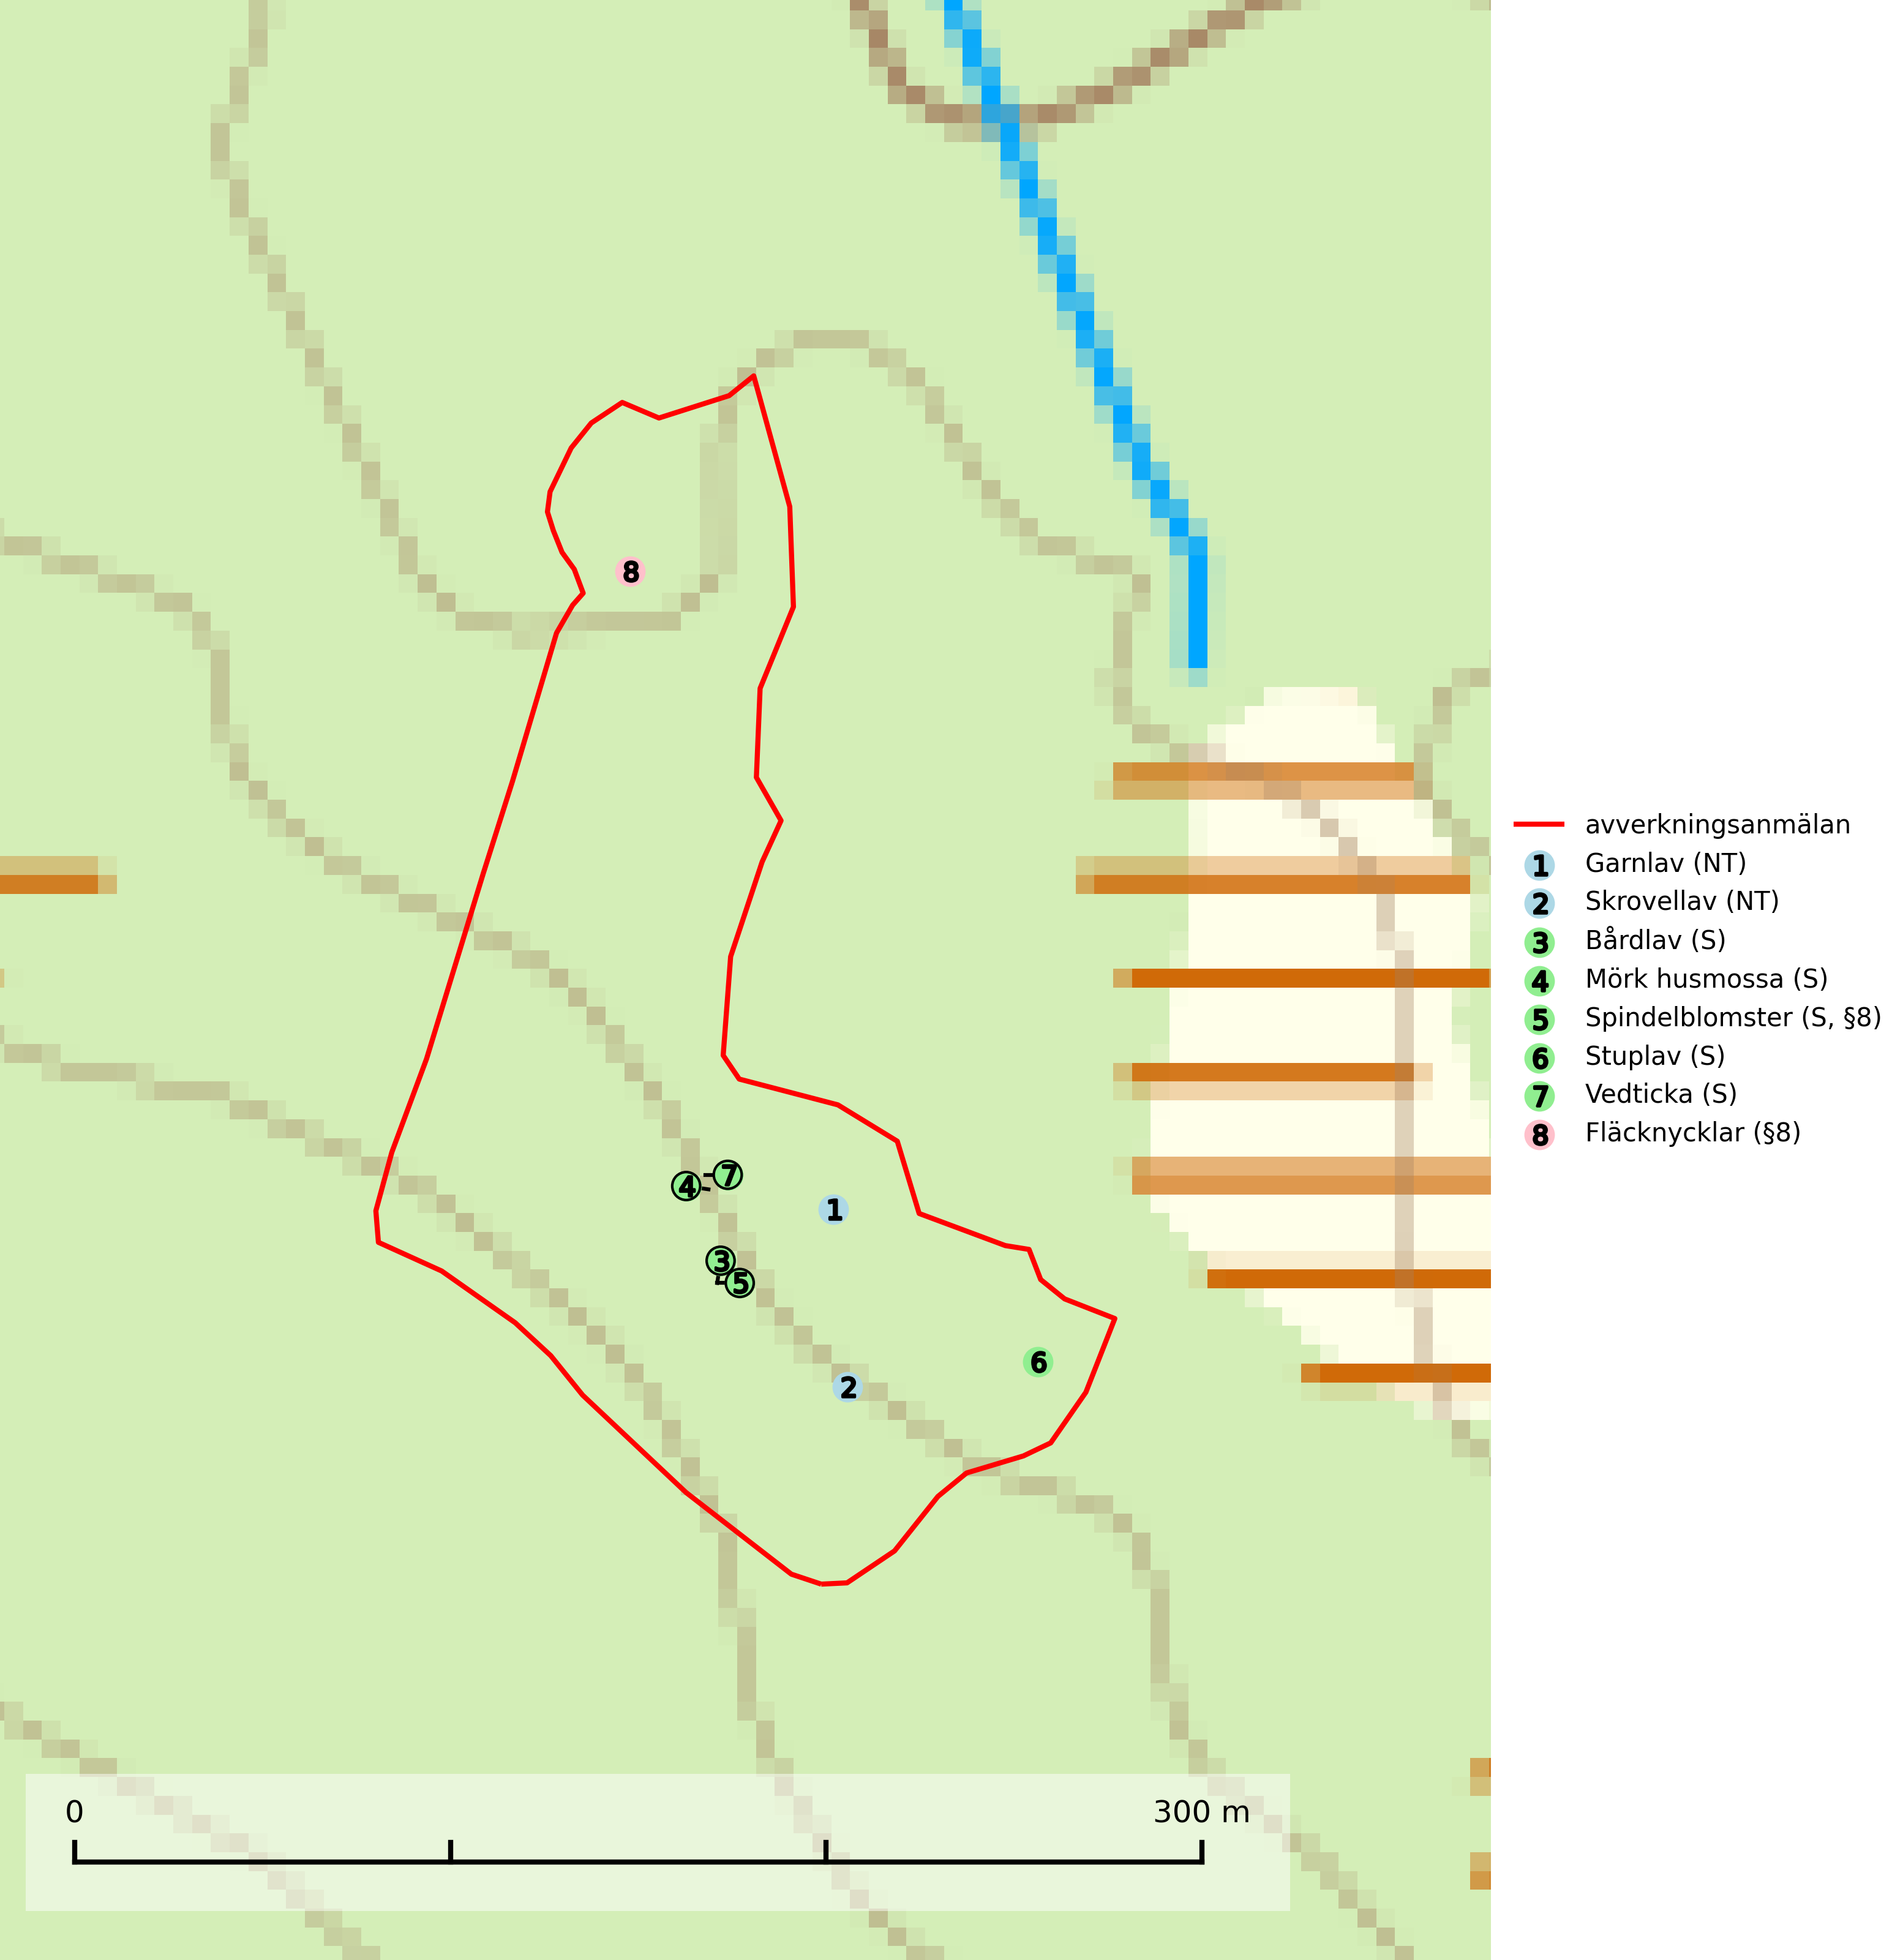 8
7
4
1
3
5
6
2
0 300 m
avverkningsanmälan
1 Garnlav (NT)
2 Skrovellav (NT)
3 Bårdlav (S)
4 Mörk husmossa (S)
5 Spindelblomster (S, §8)
6 Stuplav (S)
7 Vedticka (S)
8 Fläcknycklar (§8)